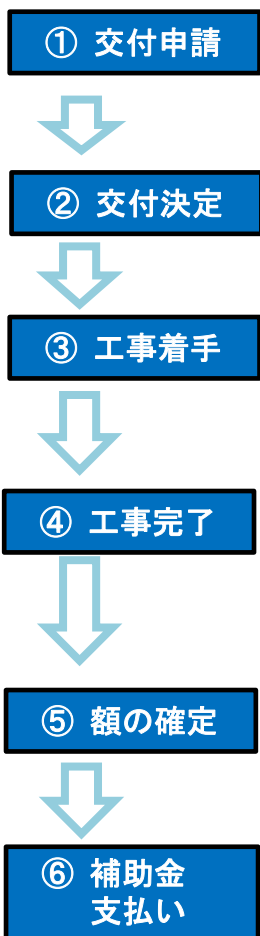 ① 交付申請
② 交付決定
③ 工事着手
④ 工事完了
⑤ 額の確定
⑥ 補助金
支払い